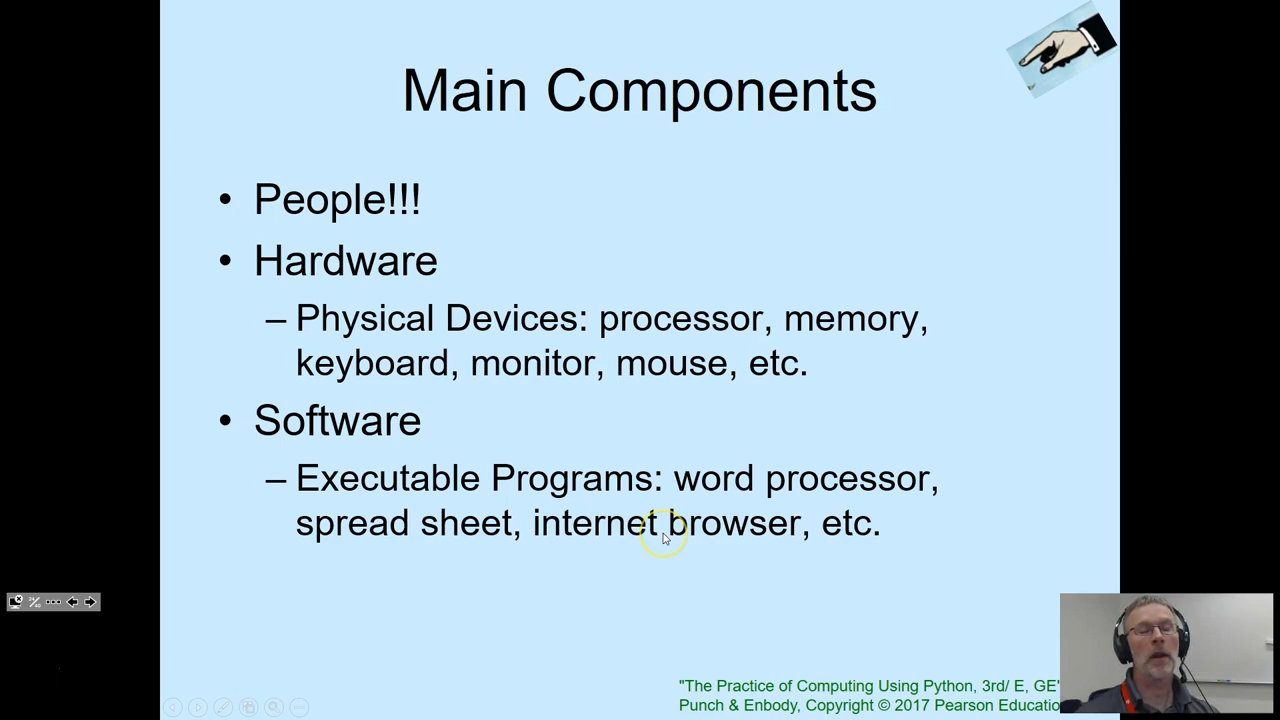 Main Components
• People!!!
• Hardware
– Physical Devices: processor, memory,
keyboard, monitor, mouse, etc.
• Software
– Executable Programs: word processor,
spread sheet, internet browser, etc.
"The Practice of Computing Using Python, 3rd/ E, GE"
Punch & Enbody, Copyright © 2017 Pearson Educatio